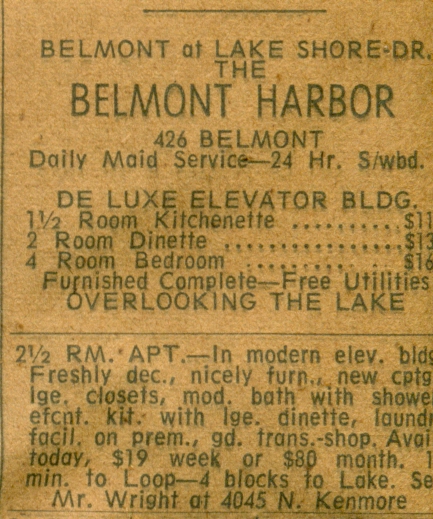 BELMONT at LAKE SHORE DR.
THE
BELMONT HARBOR
426 BELMONT
Daily Maid Service—24 Hr. S/wbd.
DE LUXE ELEVATOR BLDG.
1½ Room Kitchenette .......... $11
2 Room Dinette ................ $13
4 Room Bedroom ............ $16
Furnished Complete—Free Utilities
OVERLOOKING THE LAKE
2½ RM. APT.—In modern elev. bldg
Freshly dec., nicely furn., new cptg
lge. closets, mod. bath with showe
efcnt. kit. with lge. dinette, laundr
facil. on prem., gd. trans.-shop. Avai
today, $19 week or $80 month. 1
min. to Loop—4 blocks to Lake. Se
Mr. Wright at 4045 N. Kenmore